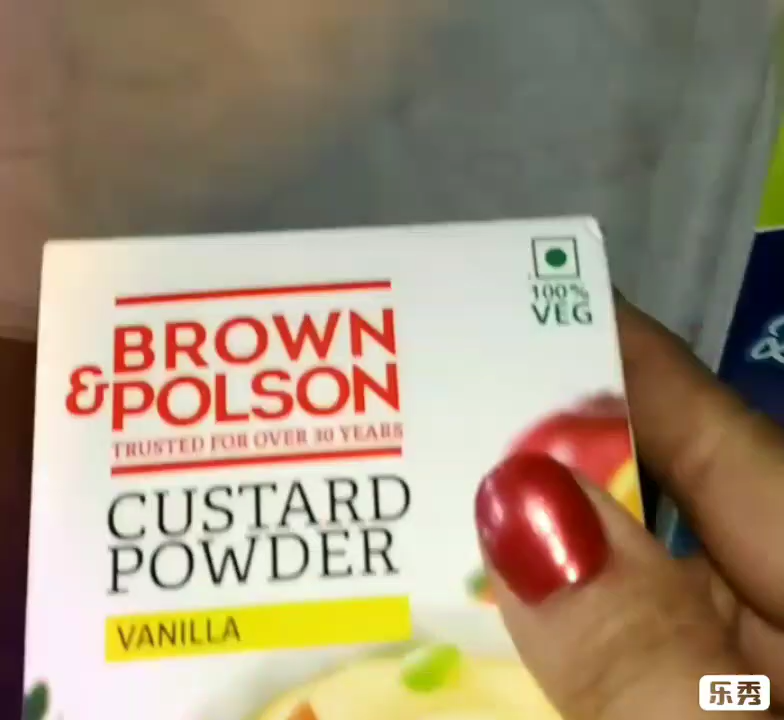 100%
VEG
BROWN
&POLSON
TRUSTED FOR OVER 30 YEARS
CUSTARD
POWDER
VANILLA
乐秀